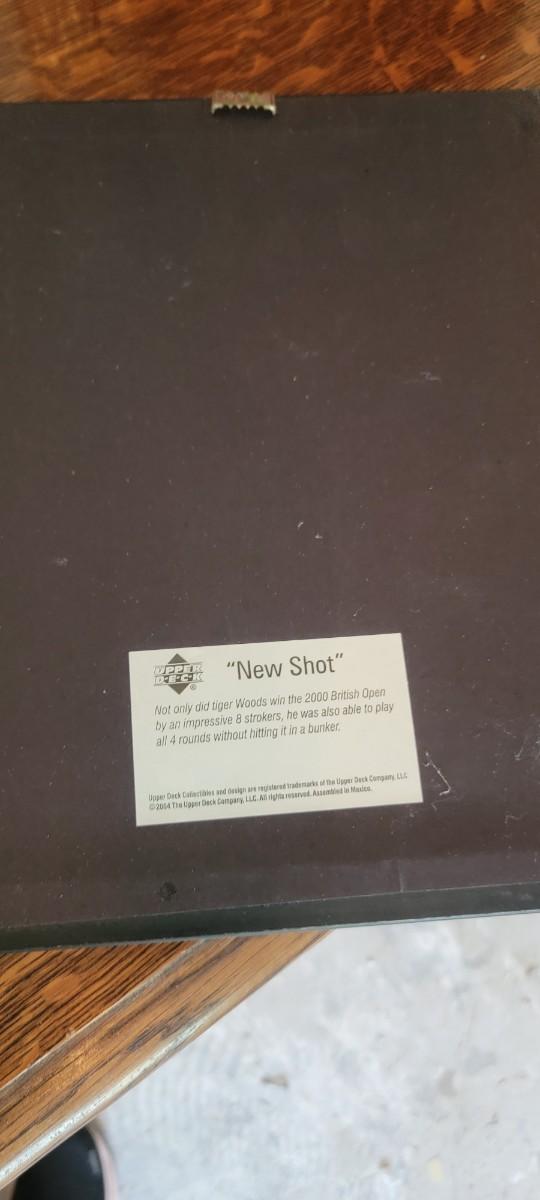 UPPER
D·E·C·K
®
"New Shot"
Not only did tiger Woods win the 2000 British Open
by an impressive 8 strokers, he was also able to play
all 4 rounds without hitting it in a bunker.
Upper Deck Collectibles and design are registered trademarks of the Upper Deck Company, LLC
©2004 The Upper Deck Company, LLC. All rights reserved. Assembled in Mexico.